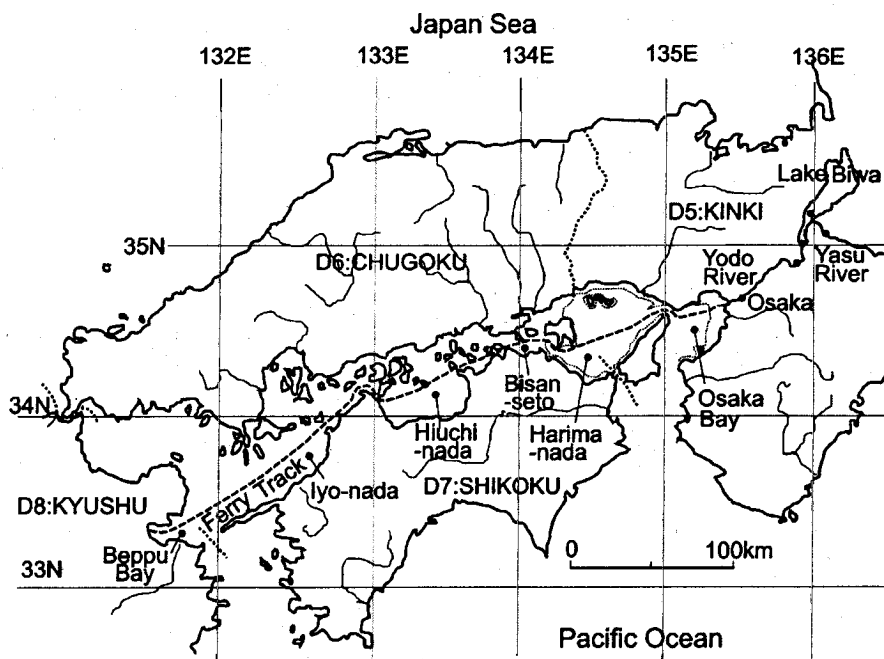 Japan Sea
132E
133E
134E
135E
136E
Lake Biwa
D5:KINKI
35N
D6:CHUGOKU
Yodo
River
Yasu
River
Osaka
Bisan
-seto
Osaka
Bay
34N
Hiuchi
-nada
Harima
-nada
Iyo-nada
D7:SHIKOKU
D8:KYUSHU
Ferry Track
Beppu
Bay
0
100km
33N
Pacific Ocean